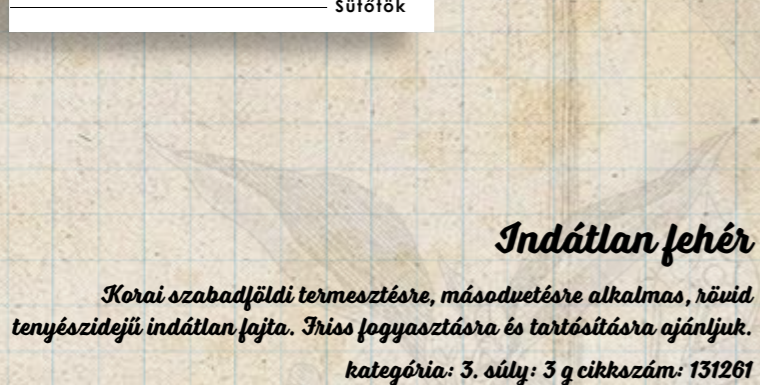 Sütőtök
Indátlan fehér
Korai szabadföldi termesztésre, másodvetésre alkalmas, rövid
tenyészidejű indátlan fajta. Friss fogyasztásra és tartósításra ajánljuk.
kategória: 3. súly: 3 g cikkszám: 131261